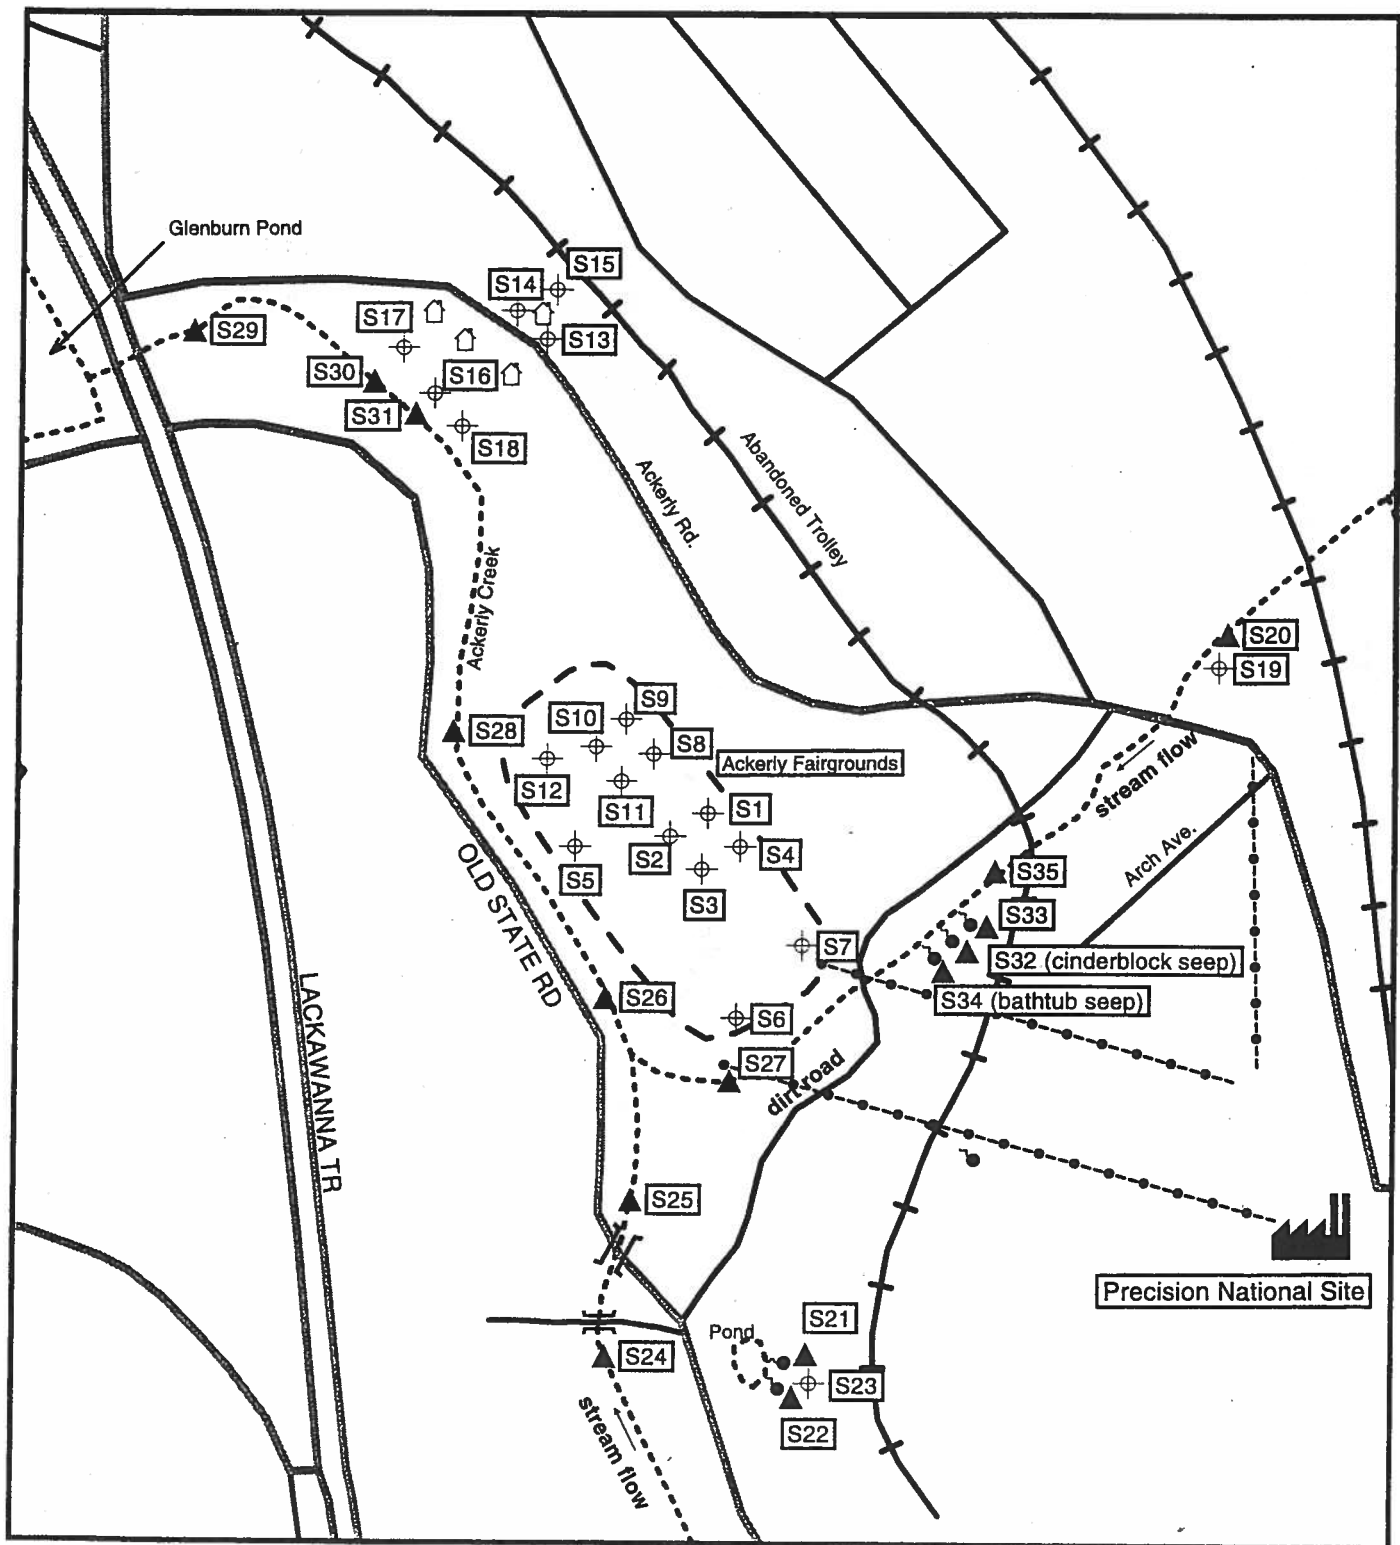 Glenburn Pond
S15
S14
S17
S29
S13
S30
S16
S31
S18
Ackerly Rd.
Abandoned Trolley
Ackerly Creek
S20
S19
S9
S10
S28
S8
Ackerly Fairgrounds
stream flow
S12
S11
S1
S2
S4
S5
Arch Ave.
S35
S3
S33
OLD STATE RD
S7
S32 (cinderblock seep)
S26
S34 (bathtub seep)
S6
S27
dirt road
LACKAWANNA TR
S25
Precision National Site
S21
Pond
S24
S23
S22
stream flow